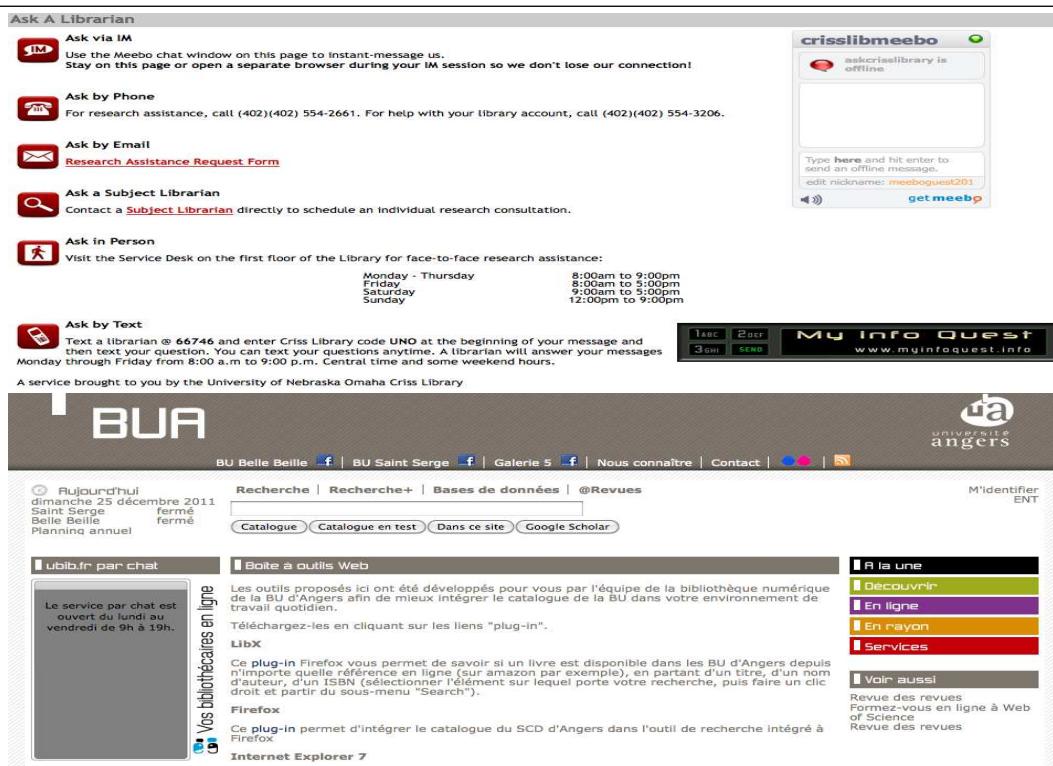 Ask A Librarian
IM
Ask via IM
Use the Meebo chat window on this page to instant-message us.
Stay on this page or open a separate browser during your IM session so we don't lose our connection!
Ask by Phone
For research assistance, call (402)(402) 554-2661. For help with your library account, call (402)(402) 554-3206.
Ask by Email
Research Assistance Request Form
Ask a Subject Librarian
Contact a Subject Librarian directly to schedule an individual research consultation.
Ask in Person
Visit the Service Desk on the first floor of the Library for face-to-face research assistance:
Monday - Thursday 8:00am to 9:00pm
Friday 8:00am to 5:00pm
Saturday 9:00am to 5:00pm
Sunday 12:00pm to 9:00pm
Ask by Text
Text a librarian @ 66746 and enter Criss Library code UNO at the beginning of your message and
then text your question. You can text your questions anytime. A librarian will answer your messages
Monday through Friday from 8:00 a.m to 9:00 p.m. Central time and some weekend hours.
A service brought to you by the University of Nebraska Omaha Criss Library
crisslibmeebo
askcrisslibrary is
offline
Type here and hit enter to
send an offline message.
edit nickname: meeboguest201
get meebo
1ABC 2DEF
3GHI SEND
My Info Quest
www.myinfoquest.info
BUA
ua
université
angers
BU Belle Beille f | BU Saint Serge f | Galerie 5 f | Nous connaître | Contact |
Aujourd'hui
dimanche 25 décembre 2011
Saint Serge fermé
Belle Beille fermé
Planning annuel
Recherche | Recherche+ | Bases de données | @Revues
Catalogue Catalogue en test Dans ce site Google Scholar
M'identifier
ENT
ubib.fr par chat
Le service par chat est
ouvert du lundi au
vendredi de 9h à 19h.
Vos bibliothécaires en ligne
Boite à outils Web
Les outils proposés ici ont été développés pour vous par l'équipe de la bibliothèque numérique
de la BU d'Angers afin de mieux intégrer le catalogue de la BU dans votre environnement de
travail quotidien.
Téléchargez-les en cliquant sur les liens "plug-in".
LibX
Ce plug-in Firefox vous permet de savoir si un livre est disponible dans les BU d'Angers depuis
n'importe quelle référence en ligne (sur amazon par exemple), en partant d'un titre, d'un nom
d'auteur, d'un ISBN (sélectionner l'élément sur lequel porte votre recherche, puis faire un clic
droit et partir du sous-menu "Search").
Firefox
Ce plug-in permet d'intégrer le catalogue du SCD d'Angers dans l'outil de recherche intégré à
Firefox
Internet Explorer 7
A la une
Découvrir
En ligne
En rayon
Services
Voir aussi
Revue des revues
Formez-vous en ligne à Web
of Science
Revue des revues